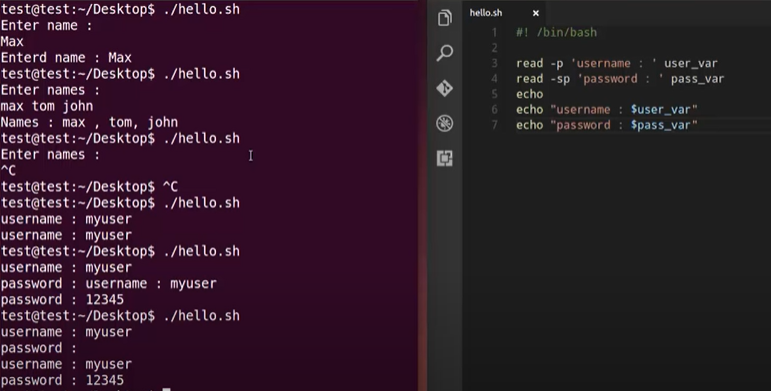 test@test:~/Desktop$ ./hello.sh
Enter name :
Max
Enterd name : Max
test@test:~/Desktop$ ./hello.sh
Enter names :
max tom john
Names : max , tom, john
test@test:~/Desktop$ ./hello.sh
Enter names :
^C
test@test:~/Desktop$ ^C
test@test:~/Desktop$ ./hello.sh
username : myuser
username : myuser
test@test:~/Desktop$ ./hello.sh
username : myuser
password : username : myuser
password : 12345
test@test:~/Desktop$ ./hello.sh
username : myuser
password :
username : myuser
password : 12345
hello.sh
1 #! /bin/bash
2
3 read -p 'username : ' user_var
4 read -sp 'password : ' pass_var
5 echo
6 echo "username : $user_var"
7 echo "password : $pass_var"